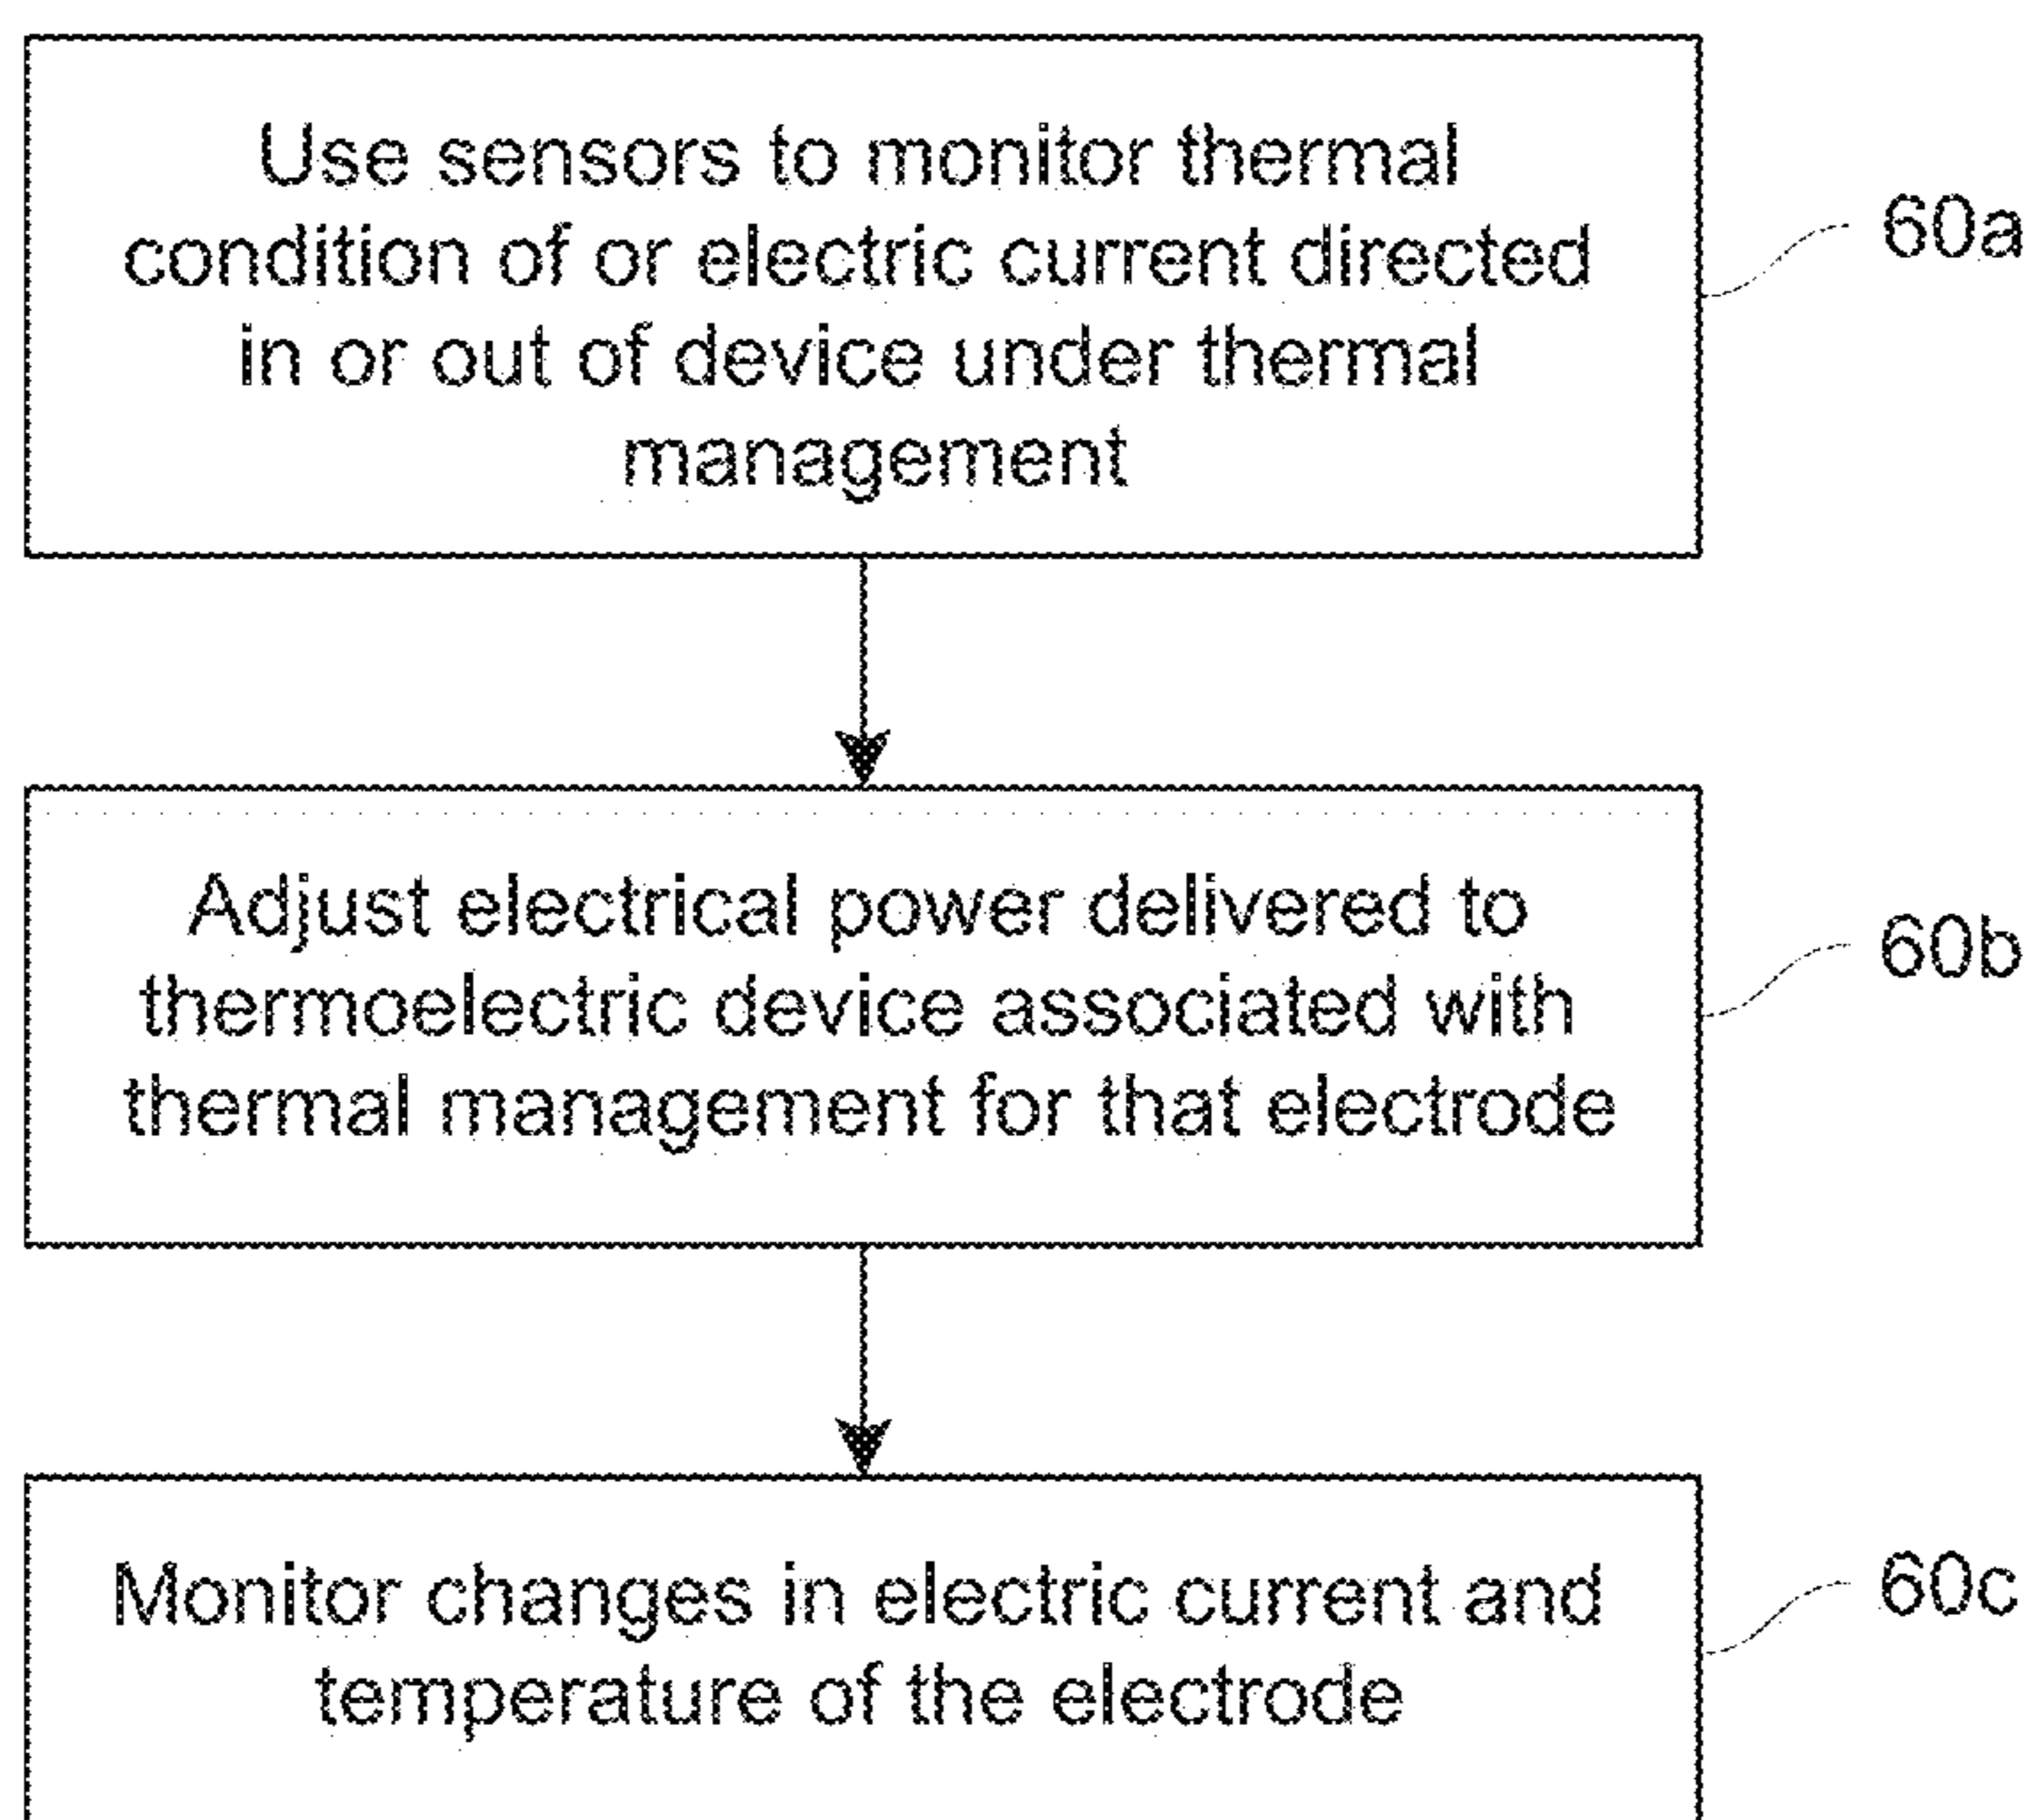 Use sensors to monitor thermal
condition of or electric current directed
in or out of device under thermal
management
60a
Adjust electrical power delivered to
thermoelectric device associated with
thermal management for that electrode
60b
Monitor changes in electric current and
temperature of the electrode
60c